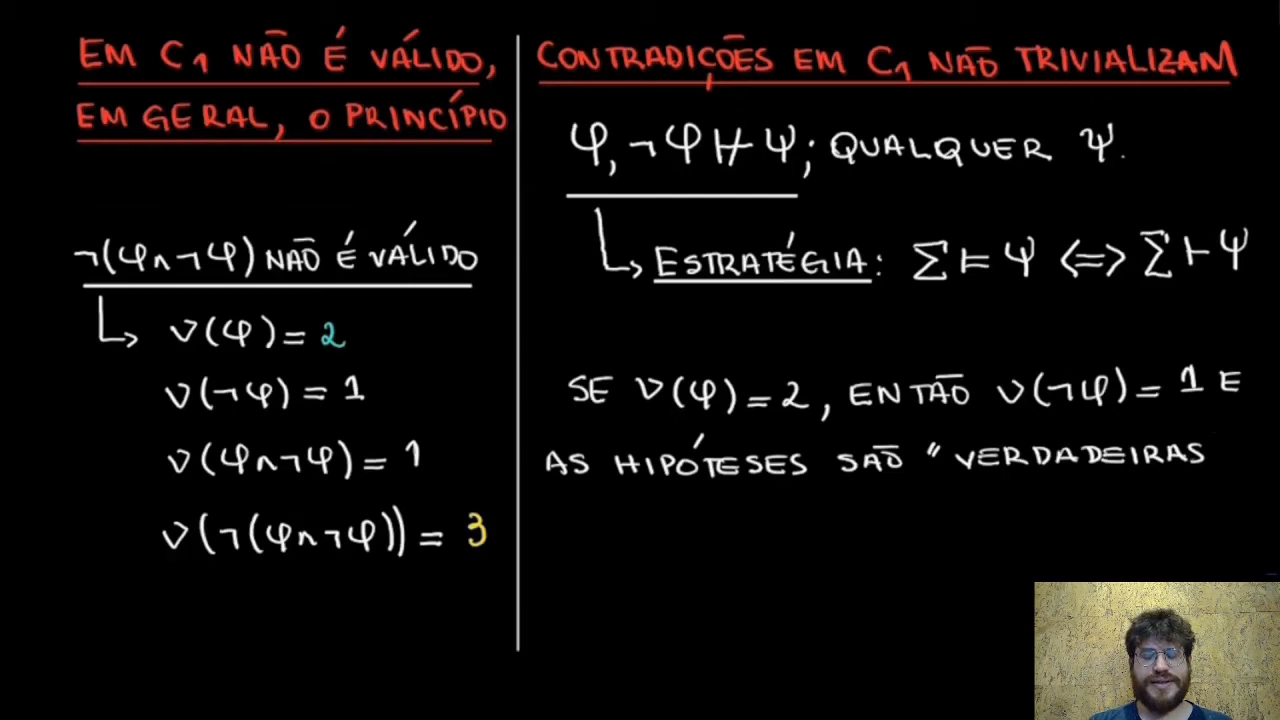 EM C1 NÃO É VÁLIDO,
EM GERAL, O PRINCÍPIO
¬(φ∧¬φ) NÃO É VÁLIDO
v(φ) = 2
v(¬φ) = 1
v(φ∧¬φ) = 1
v(¬(φ∧¬φ)) = 3
CONTRADIÇÕES EM C1 NÃO TRIVIALIZAM
φ, ¬φ ⊬ ψ; QUALQUER ψ.
ESTRATÉGIA: Σ ⊨ ψ <=> Σ ⊢ ψ
SE v(φ) = 2, ENTÃO v(¬φ) = 1 E
AS HIPÓTESES SÃO " VERDADEIRAS